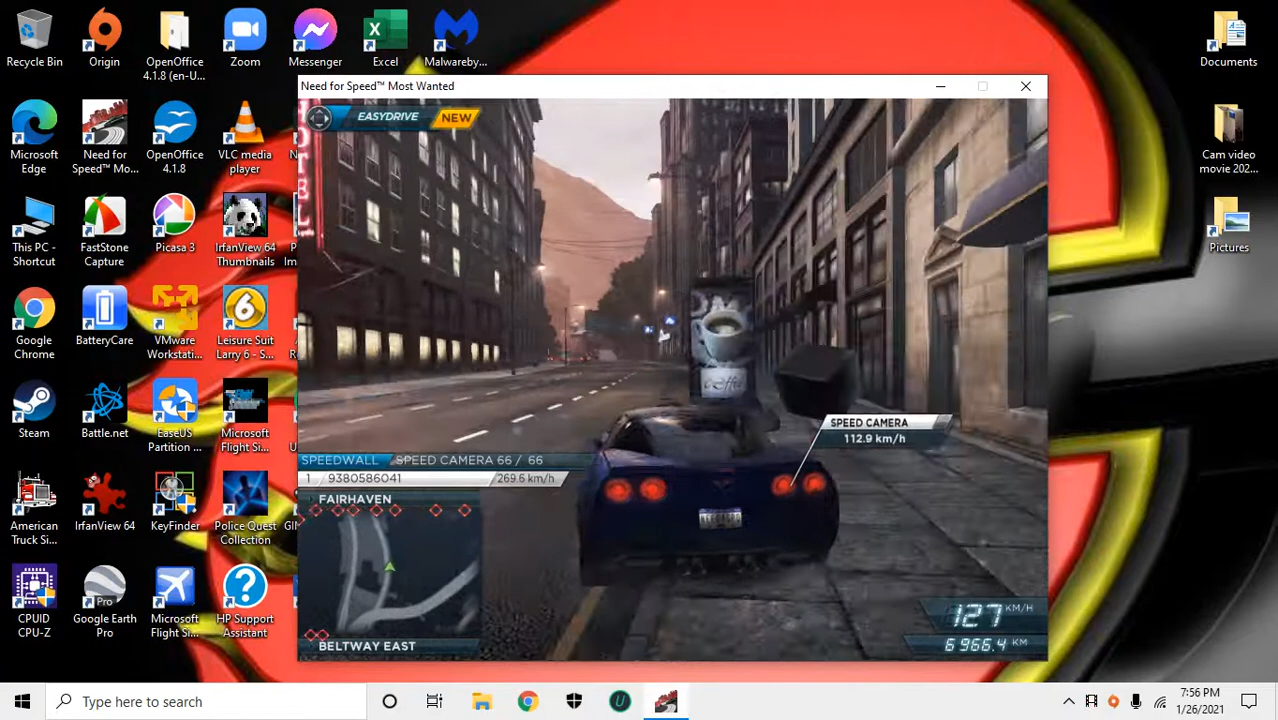 Recycle Bin
Origin
OpenOffice
4.1.8 (en-U...
Zoom
Messenger
Excel
Malwareby...
Documents
Microsoft
Edge
Need for
Speed™ Mo...
OpenOffice
4.1.8
VLC media
player
Cam video
movie 202...
This PC -
Shortcut
FastStone
Capture
Picasa 3
IrfanView 64
Thumbnails
Pictures
Google
Chrome
BatteryCare
VMware
Workstati...
Leisure Suit
Larry 6 - S...
Steam
Battle.net
EaseUS
Partition ...
Microsoft
Flight Si...
American
Truck Si...
IrfanView 64
KeyFinder
Police Quest
Collection
CPUID
CPU-Z
Google Earth
Pro
Microsoft
Flight Si...
HP Support
Assistant
Need for Speed™ Most Wanted
EASYDRIVE NEW
SPEED CAMERA
112.9 km/h
SPEEDWALL SPEED CAMERA 66 / 66
1 9380586041 269.6 km/h
FAIRHAVEN
BELTWAY EAST
127 KM/H
6966.4 KM
Type here to search
7:56 PM
1/26/2021